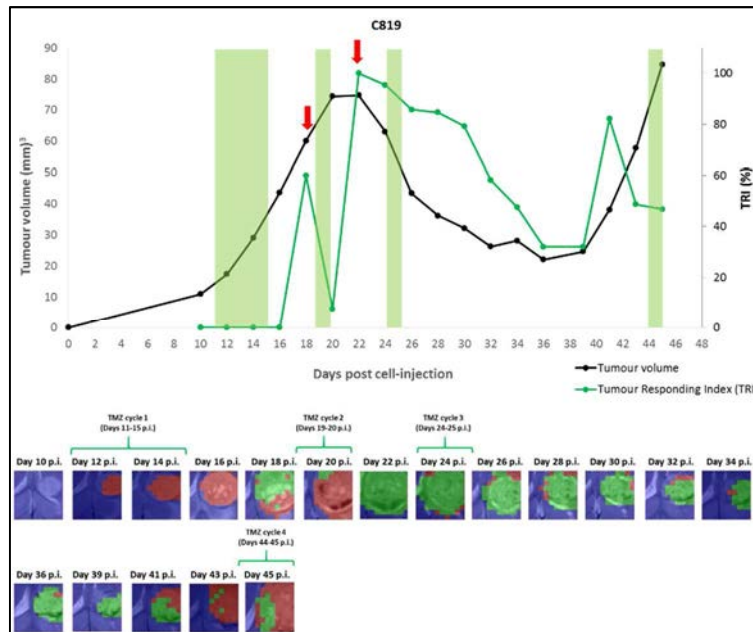 C819
90
80
70
60
50
40
30
20
10
0
Tumour volume (mm)³
100
80
60
40
20
0
TRI (%)
0 2 4 6 8 10 12 14 16 18 20 22 24 26 28 30 32 34 36 38 40 42 44 46 48
Days post cell-injection
Tumour volume
Tumour Responding Index (TRI
TMZ cycle 1
(Days 11-15 p.i.)
TMZ cycle 2
(Days 19-20 p.i.)
TMZ cycle 3
(Days 24-25 p.i.)
Day 10 p.i. Day 12 p.i. Day 14 p.i. Day 16 p.i. Day 18 p.i. Day 20 p.i. Day 22 p.i. Day 24 p.i. Day 26 p.i. Day 28 p.i. Day 30 p.i. Day 32 p.i. Day 34 p.i.
TMZ cycle 4
(Days 44-45 p.i.)
Day 36 p.i. Day 39 p.i. Day 41 p.i. Day 43 p.i. Day 45 p.i.